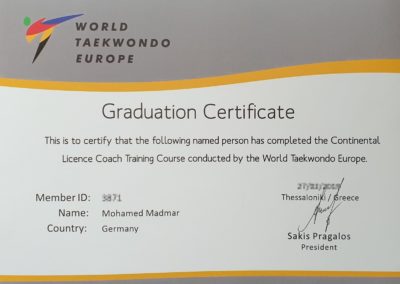 WORLD
TAEKWONDO
EUROPE
Graduation Certificate
This is to certify that the following named person has completed the Continental
Licence Coach Training Course conducted by the World Taekwondo Europe.
Member ID: 3871
Name: Mohamed Madmar
Country: Germany
Thessaloniki / Greece
Sakis Pragalos
President